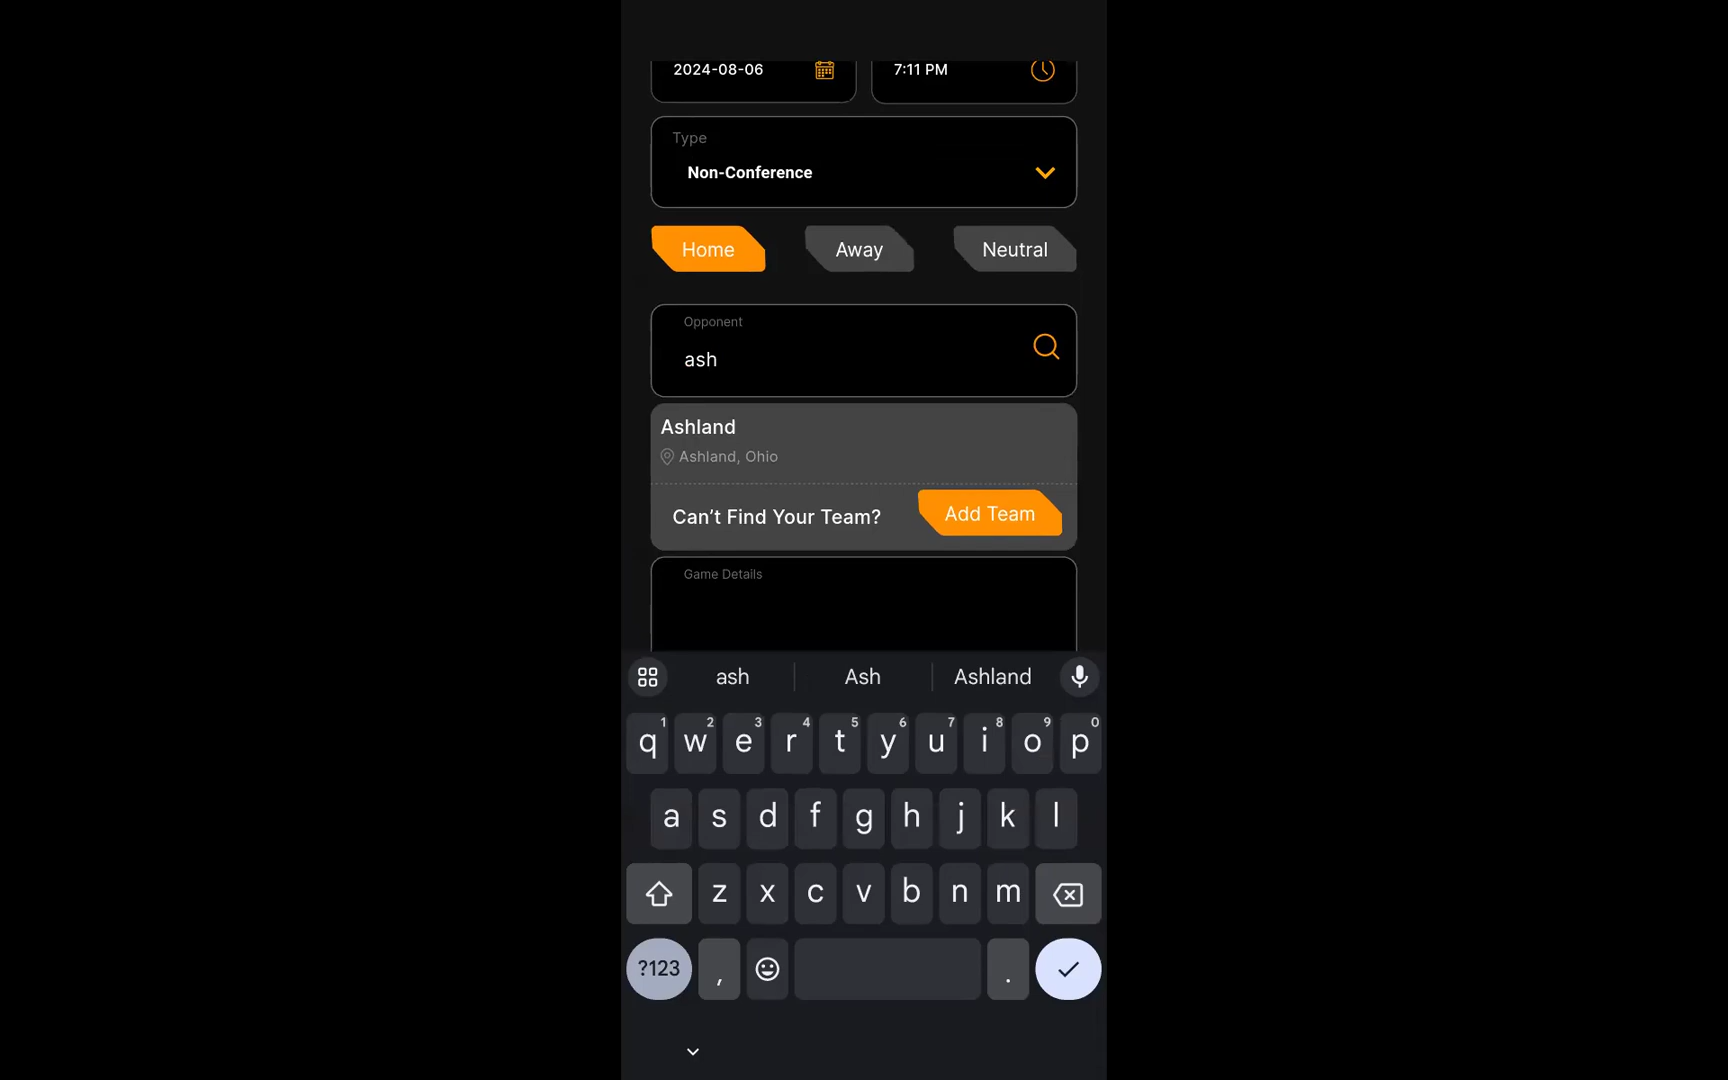 2024-08-06 7:11 PM
Type
Non-Conference
Home Away Neutral
Opponent
ash
Ashland
Ashland, Ohio
Can’t Find Your Team? Add Team
Game Details
ash Ash Ashland
1 2 3 4 5 6 7 8 9 0
q w e r t y u i o p
a s d f g h j k l
z x c v b n m
?123 , .